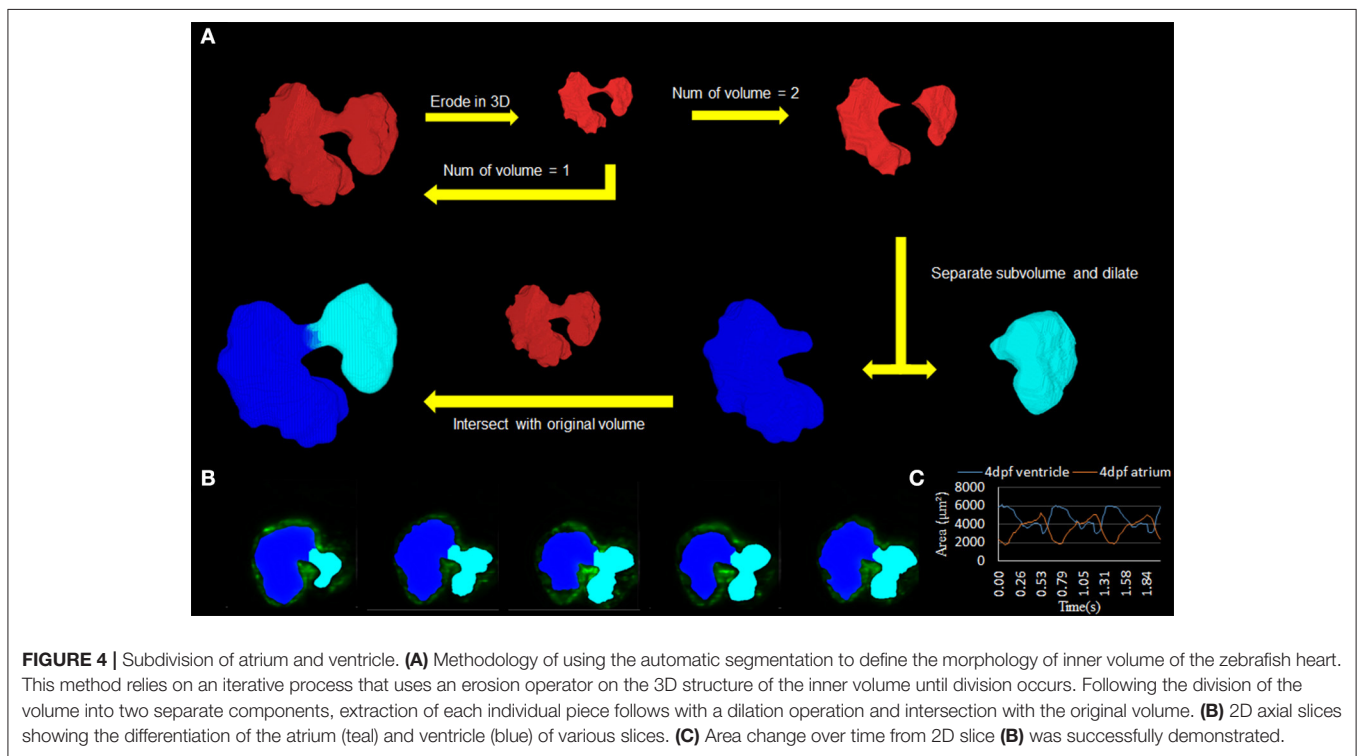 A
Erode in 3D
Num of volume = 2
Num of volume = 1
Separate subvolume and dilate
Intersect with original volume
B
C
4dpf ventricle 4dpf atrium
Area (µm²)
8000
6000
4000
2000
0
0.00 0.26 0.53 0.79 1.05 1.31 1.58 1.84
Time(s)
FIGURE 4 | Subdivision of atrium and ventricle. (A) Methodology of using the automatic segmentation to define the morphology of inner volume of the zebrafish heart.
This method relies on an iterative process that uses an erosion operator on the 3D structure of the inner volume until division occurs. Following the division of the
volume into two separate components, extraction of each individual piece follows with a dilation operation and intersection with the original volume. (B) 2D axial slices
showing the differentiation of the atrium (teal) and ventricle (blue) of various slices. (C) Area change over time from 2D slice (B) was successfully demonstrated.